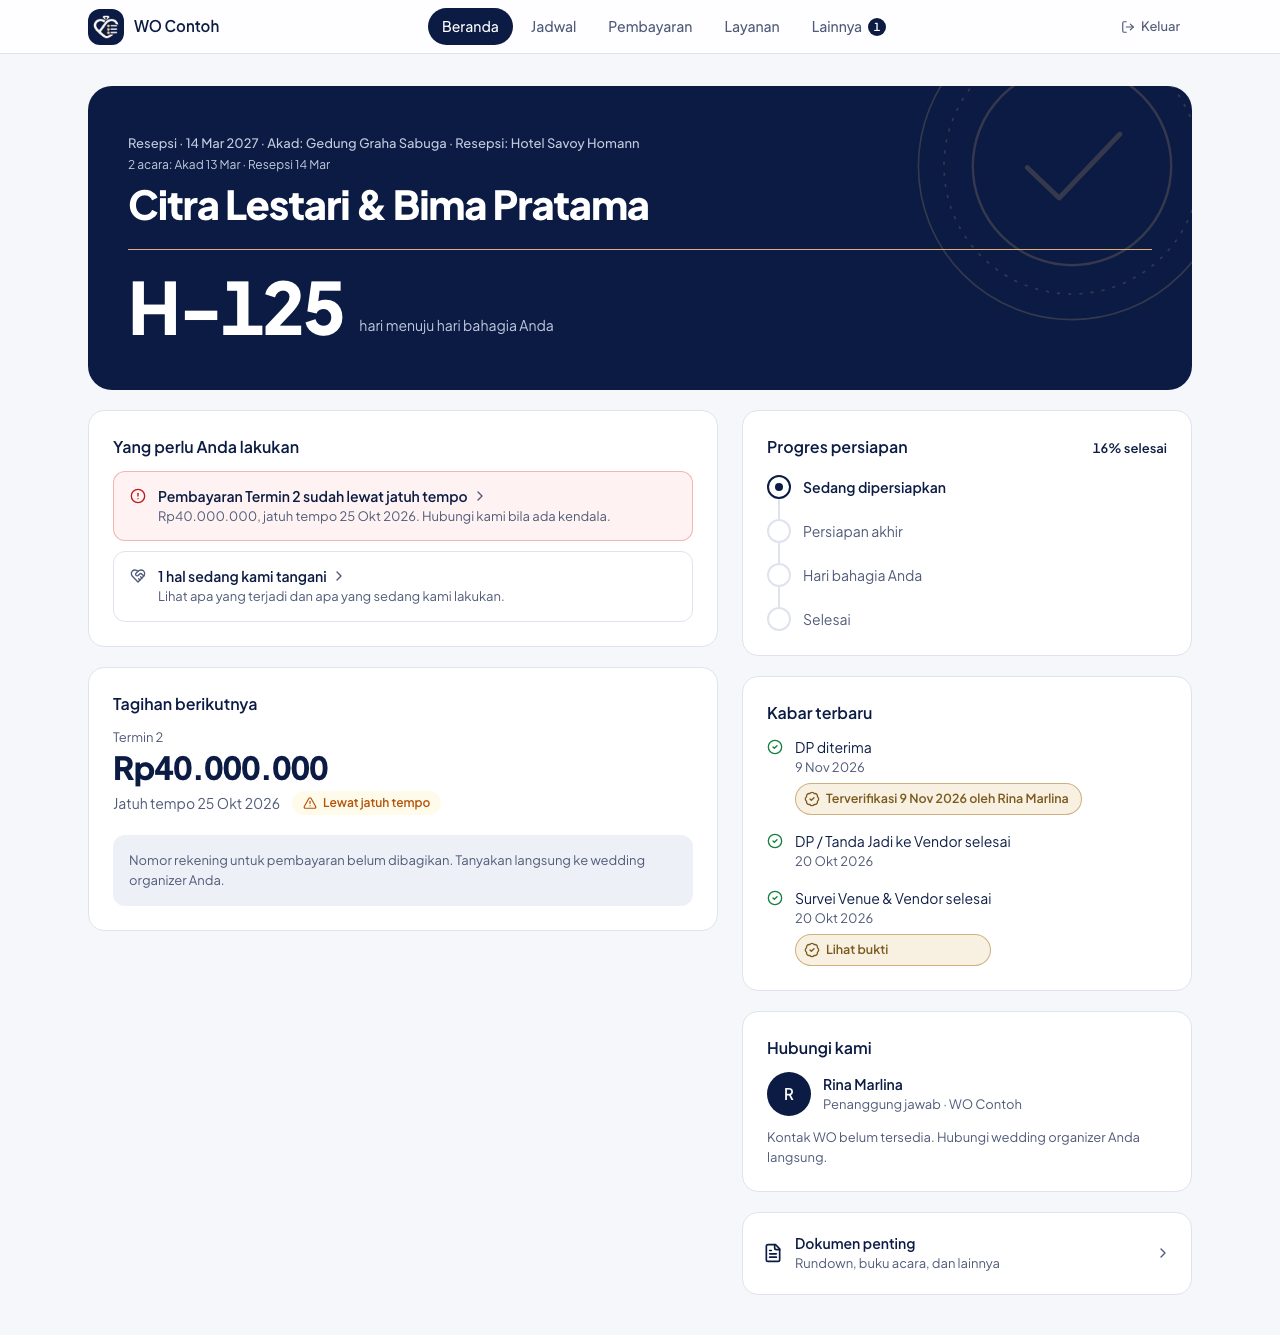 WO Contoh
Beranda
Jadwal
Pembayaran
Layanan
Lainnya 1
Keluar
Resepsi · 14 Mar 2027 · Akad: Gedung Graha Sabuga · Resepsi: Hotel Savoy Homann
2 acara: Akad 13 Mar · Resepsi 14 Mar
Citra Lestari & Bima Pratama
H−125 hari menuju hari bahagia Anda
Yang perlu Anda lakukan
Pembayaran Termin 2 sudah lewat jatuh tempo
Rp40.000.000, jatuh tempo 25 Okt 2026. Hubungi kami bila ada kendala.
1 hal sedang kami tangani
Lihat apa yang terjadi dan apa yang sedang kami lakukan.
Tagihan berikutnya
Termin 2
Rp40.000.000
Jatuh tempo 25 Okt 2026 Lewat jatuh tempo
Nomor rekening untuk pembayaran belum dibagikan. Tanyakan langsung ke wedding
organizer Anda.
Progres persiapan 16% selesai
Sedang dipersiapkan
Persiapan akhir
Hari bahagia Anda
Selesai
Kabar terbaru
DP diterima
9 Nov 2026
Terverifikasi 9 Nov 2026 oleh Rina Marlina
DP / Tanda Jadi ke Vendor selesai
20 Okt 2026
Survei Venue & Vendor selesai
20 Okt 2026
Lihat bukti
Hubungi kami
R
Rina Marlina
Penanggung jawab · WO Contoh
Kontak WO belum tersedia. Hubungi wedding organizer Anda
langsung.
Dokumen penting
Rundown, buku acara, dan lainnya